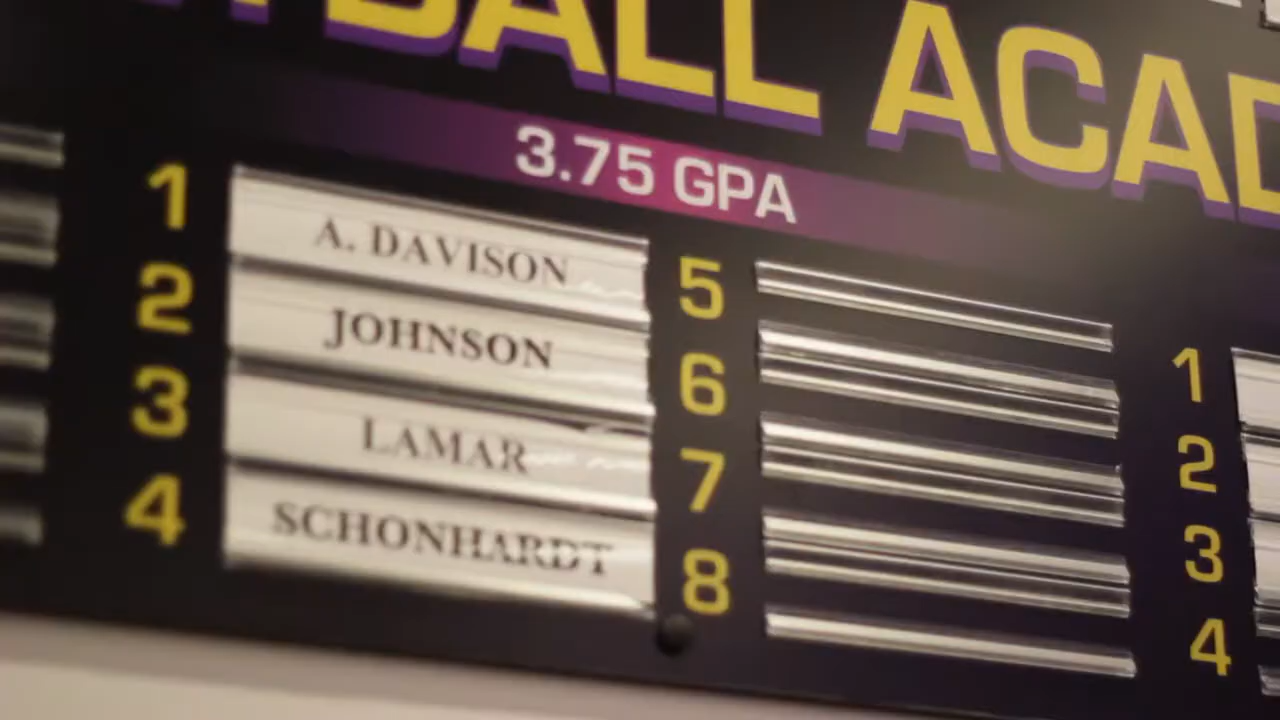 BALL ACAD
3.75 GPA
1 A. DAVISON
2 JOHNSON
3 LAMAR
4 SCHONHARDT
5
6
7
8
1
2
3
4